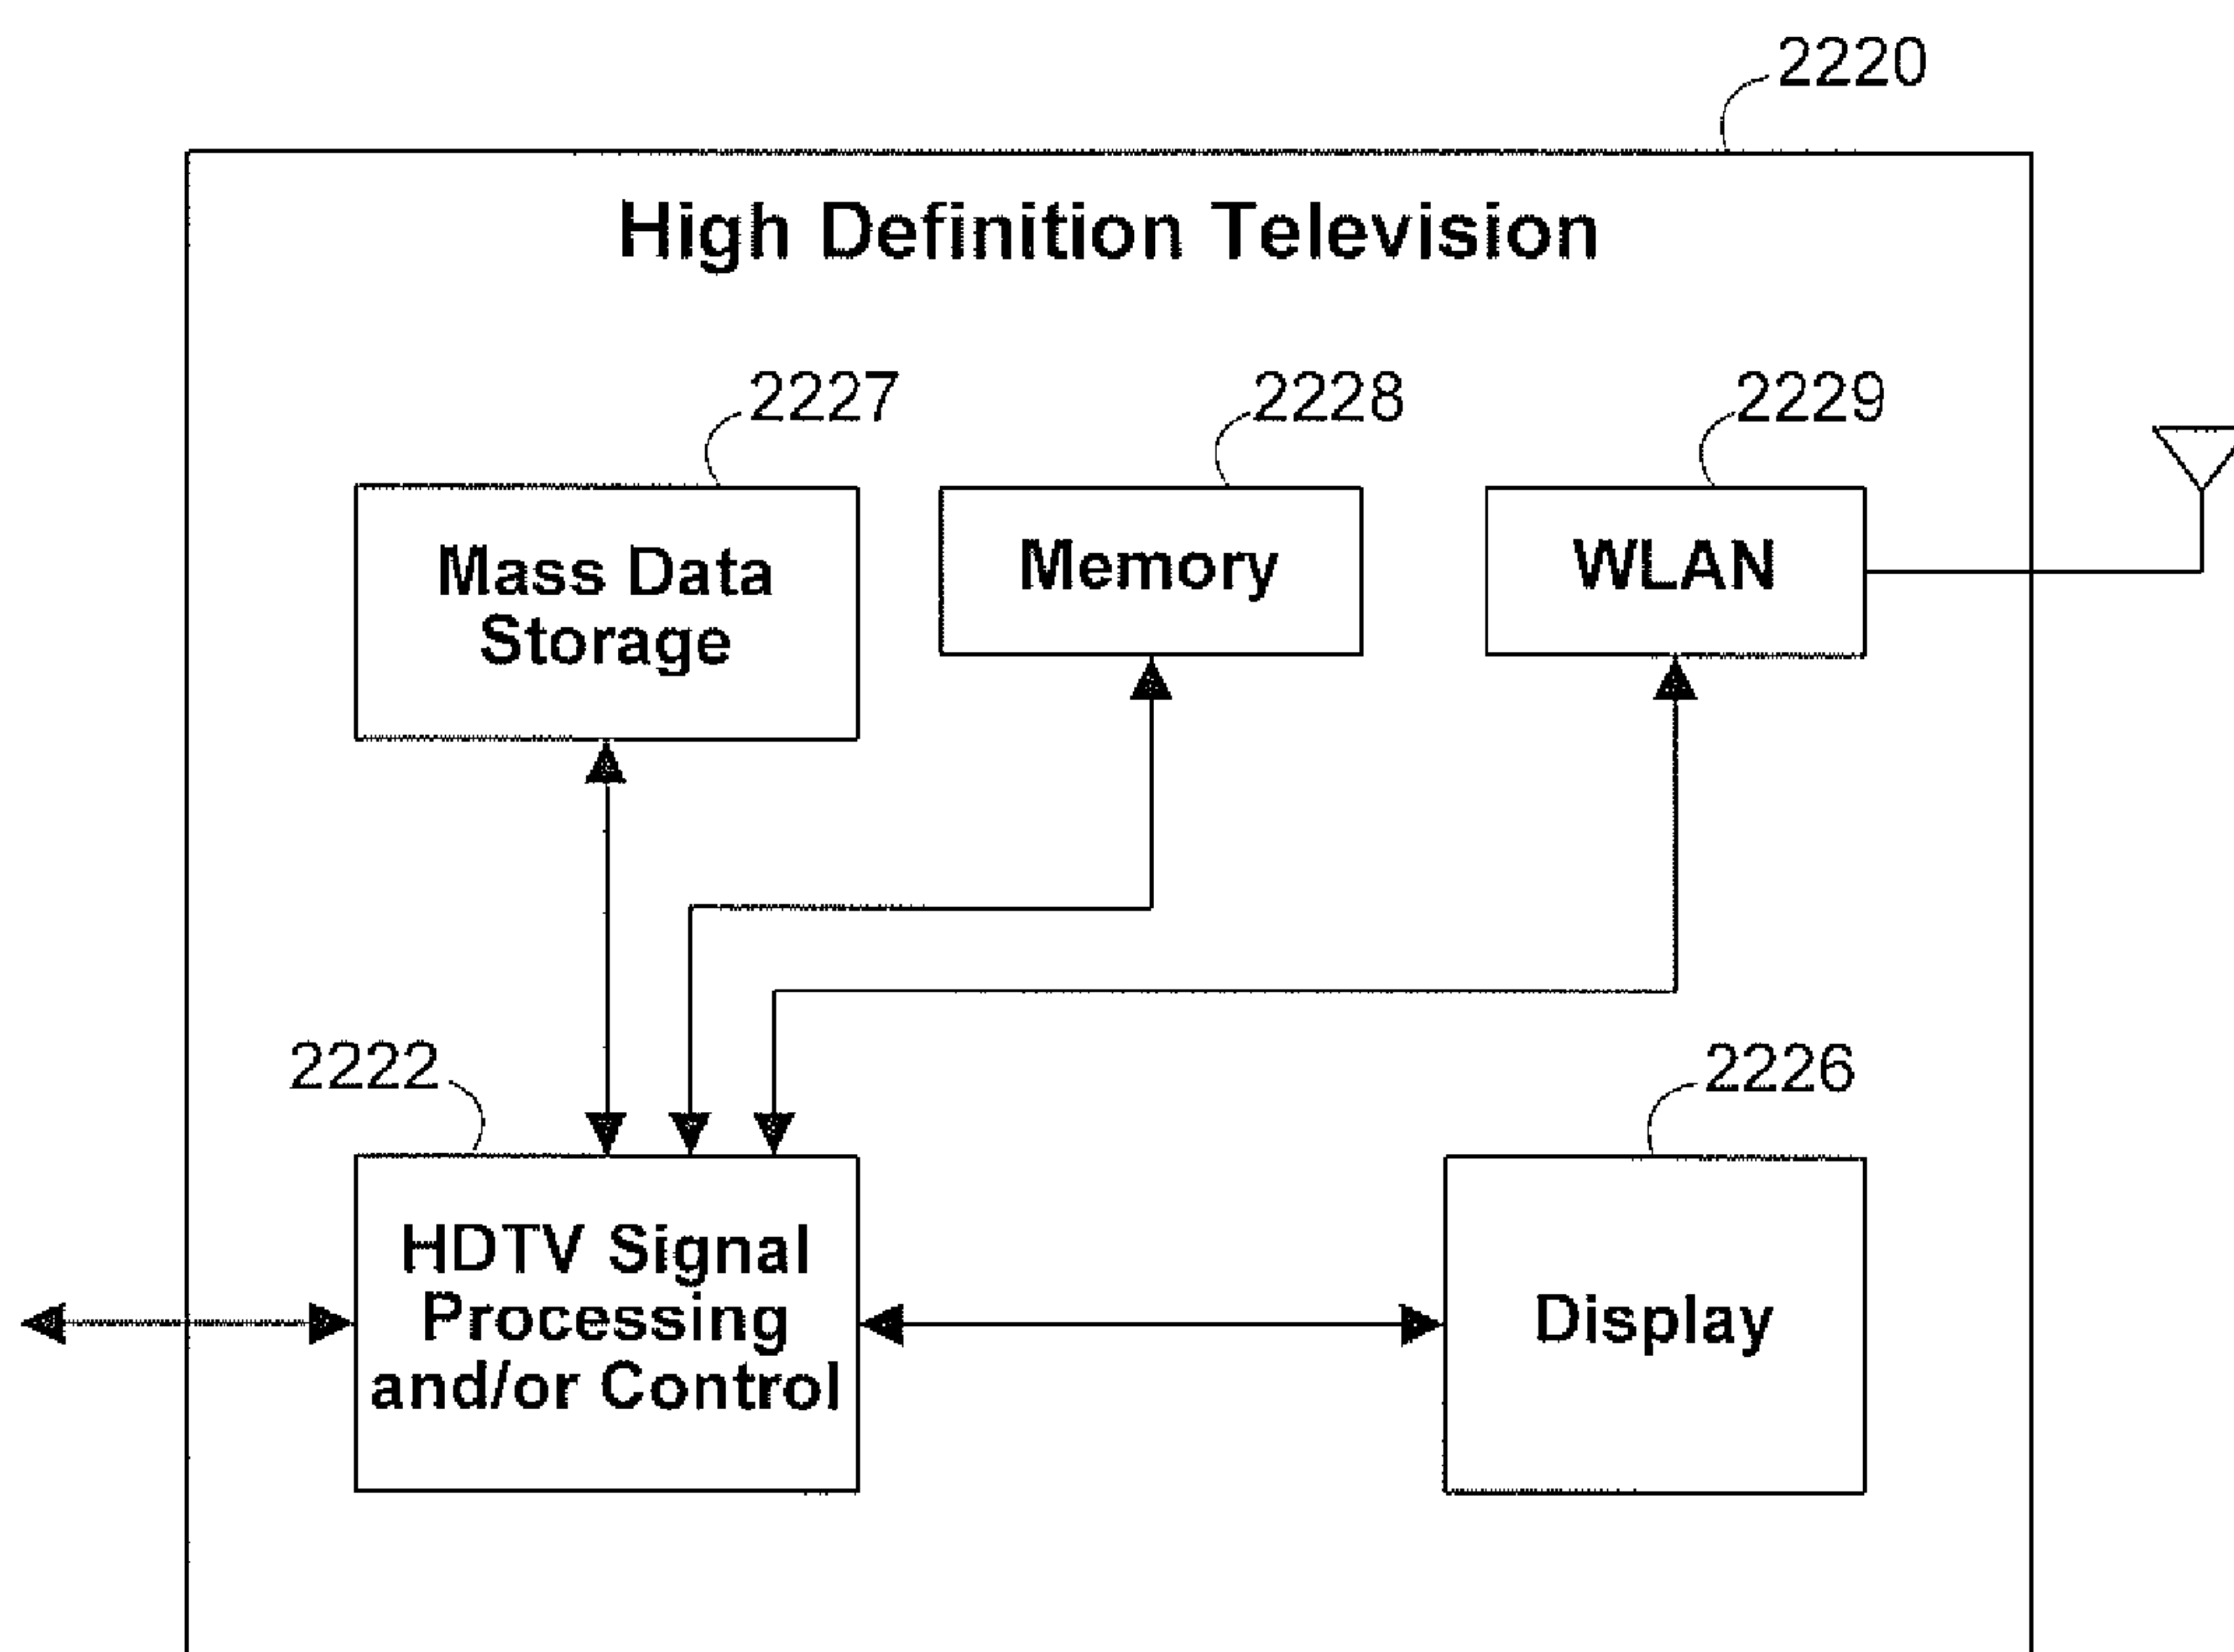 2220
High Definition Television
2227
2228
2229
Mass Data
Storage
Memory
WLAN
2222
2226
HDTV Signal
Processing
and/or Control
Display